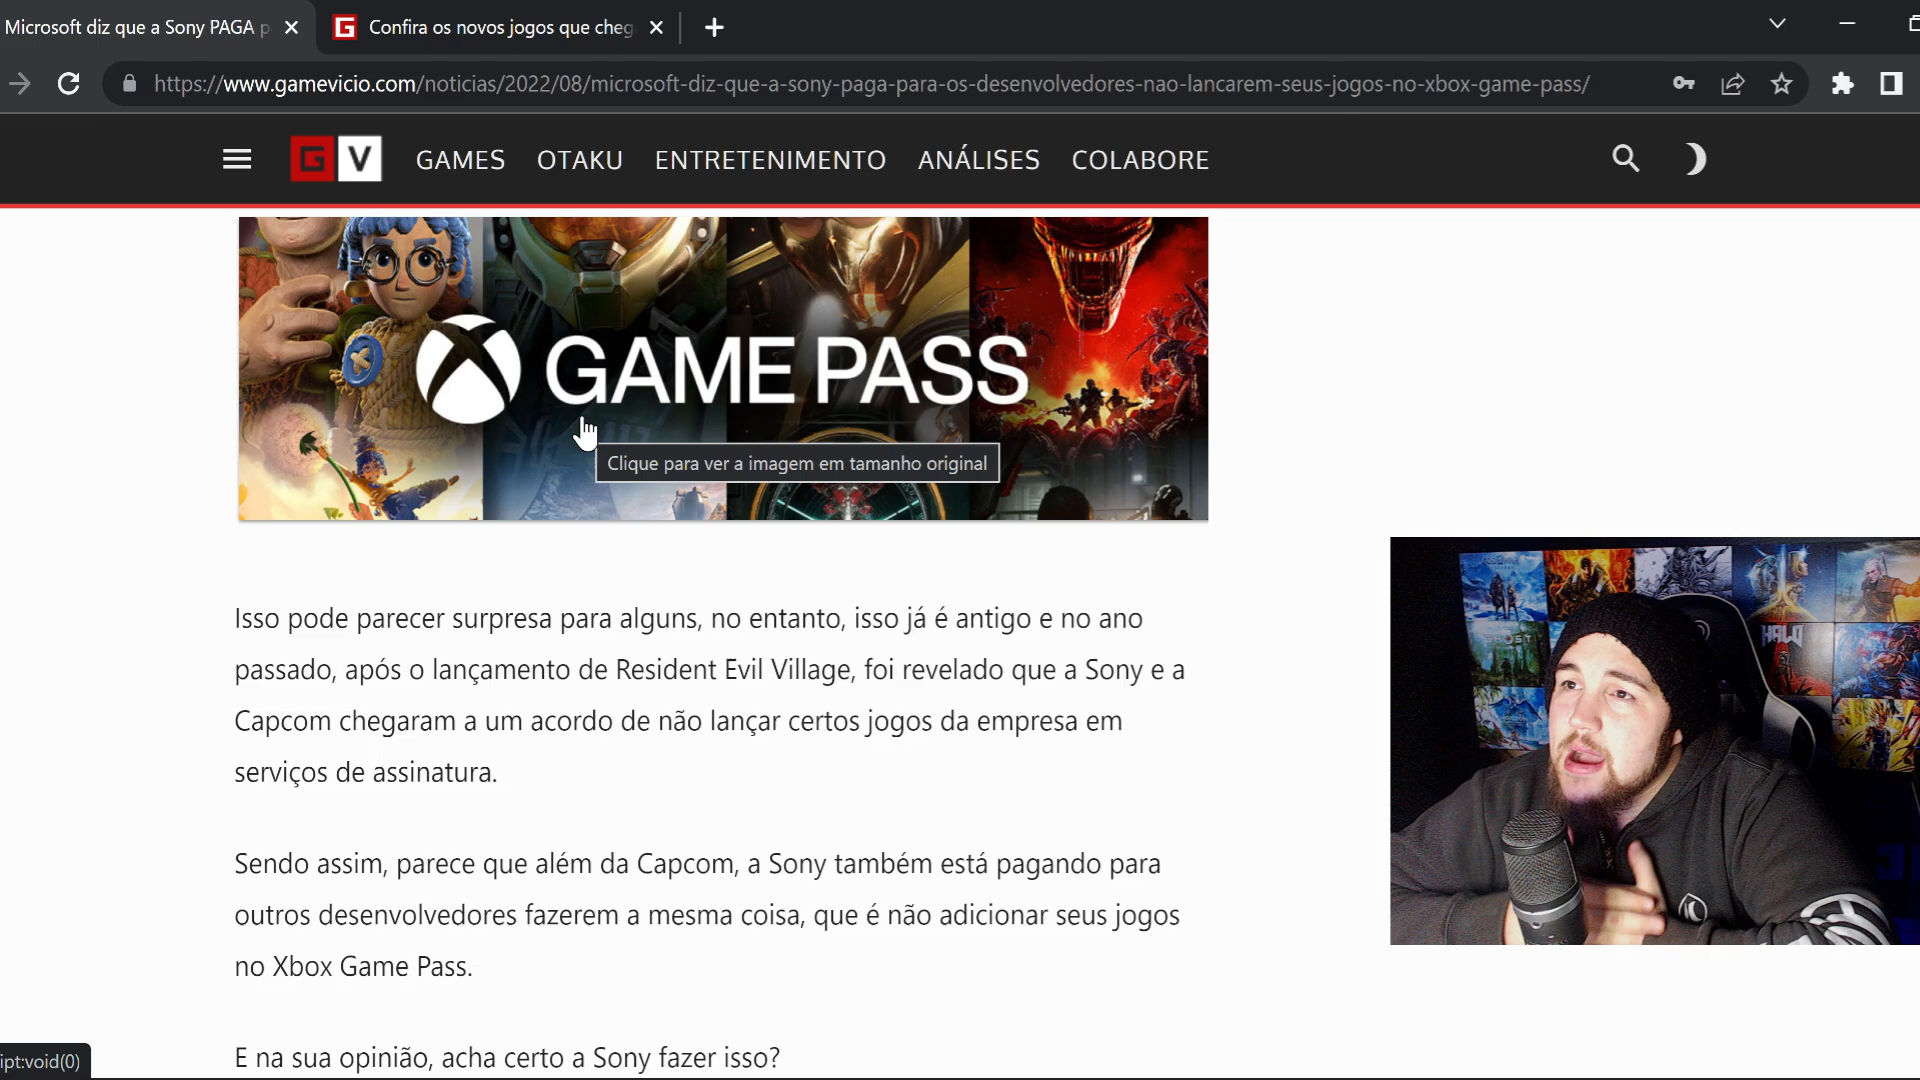 Microsoft diz que a Sony PAGA p
Confira os novos jogos que cheg
https://www.gamevicio.com/noticias/2022/08/microsoft-diz-que-a-sony-paga-para-os-desenvolvedores-nao-lancarem-seus-jogos-no-xbox-game-pass/
G V GAMES OTAKU ENTRETENIMENTO ANÁLISES COLABORE
GAME PASS
Clique para ver a imagem em tamanho original
Isso pode parecer surpresa para alguns, no entanto, isso já é antigo e no ano
passado, após o lançamento de Resident Evil Village, foi revelado que a Sony e a
Capcom chegaram a um acordo de não lançar certos jogos da empresa em
serviços de assinatura.
Sendo assim, parece que além da Capcom, a Sony também está pagando para
outros desenvolvedores fazerem a mesma coisa, que é não adicionar seus jogos
no Xbox Game Pass.
E na sua opinião, acha certo a Sony fazer isso?
ipt:void(0)
HALO
GHOST